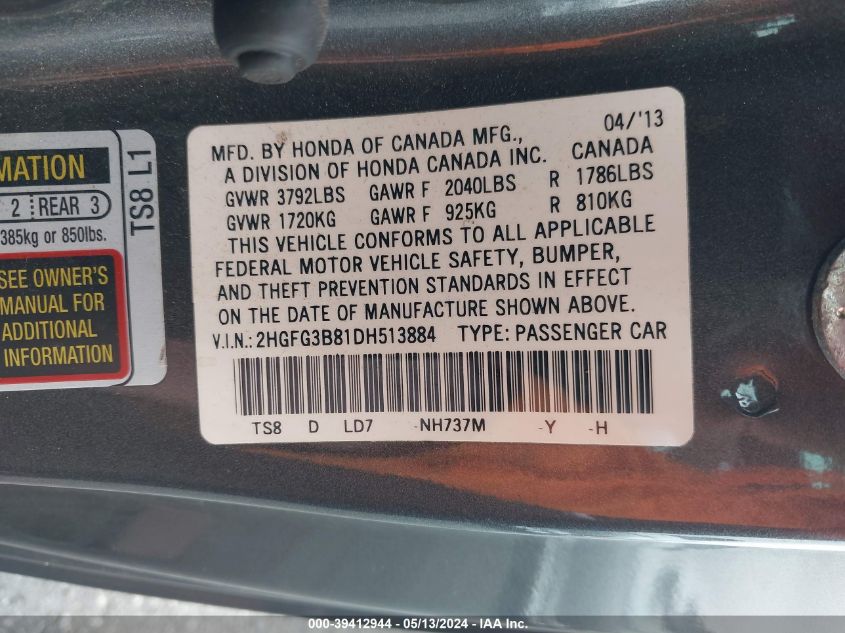 MATION
2 REAR 3
385kg or 850lbs.
SEE OWNER'S
MANUAL FOR
ADDITIONAL
INFORMATION
TS8 L1
04/'13
MFD. BY HONDA OF CANADA MFG.,
A DIVISION OF HONDA CANADA INC. CANADA
GVWR 3792LBS GAWR F 2040LBS R 1786LBS
GVWR 1720KG GAWR F 925KG R 810KG
THIS VEHICLE CONFORMS TO ALL APPLICABLE
FEDERAL MOTOR VEHICLE SAFETY, BUMPER,
AND THEFT PREVENTION STANDARDS IN EFFECT
ON THE DATE OF MANUFACTURE SHOWN ABOVE.
V.I.N.: 2HGFG3B81DH513884 TYPE: PASSENGER CAR
TS8 D LD7 -NH737M -Y -H
000-39412944 - 05/13/2024 - IAA Inc.